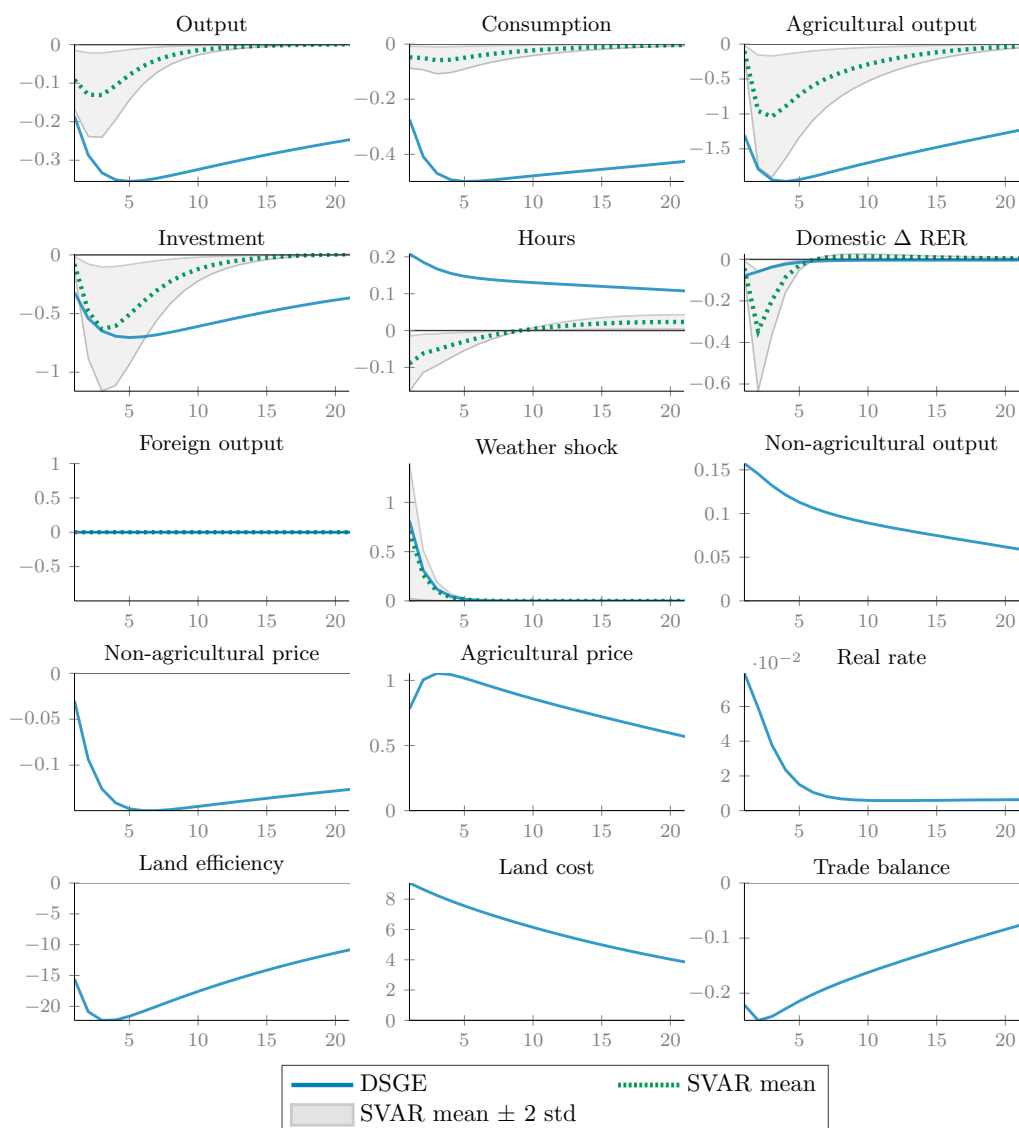 Output
Consumption
Agricultural output
0
−0.1
−0.2
−0.3
5 10 15 20
0
−0.2
−0.4
5 10 15 20
0
−0.5
−1
−1.5
5 10 15 20
Investment
Hours
Domestic Δ RER
0
−0.5
−1
5 10 15 20
0.2
0.1
0
−0.1
5 10 15 20
0
−0.2
−0.4
−0.6
5 10 15 20
Foreign output
Weather shock
Non-agricultural output
1
0.5
0
−0.5
5 10 15 20
1
0.5
0
5 10 15 20
0.15
0.1
0.05
0
5 10 15 20
Non-agricultural price
Agricultural price
Real rate
0
−0.05
−0.1
5 10 15 20
1
0.5
0
5 10 15 20
·10−2
6
4
2
0
5 10 15 20
Land efficiency
Land cost
Trade balance
0
−5
−10
−15
−20
5 10 15 20
8
6
4
2
0
5 10 15 20
0
−0.1
−0.2
5 10 15 20
DSGE
SVAR mean
SVAR mean ± 2 std